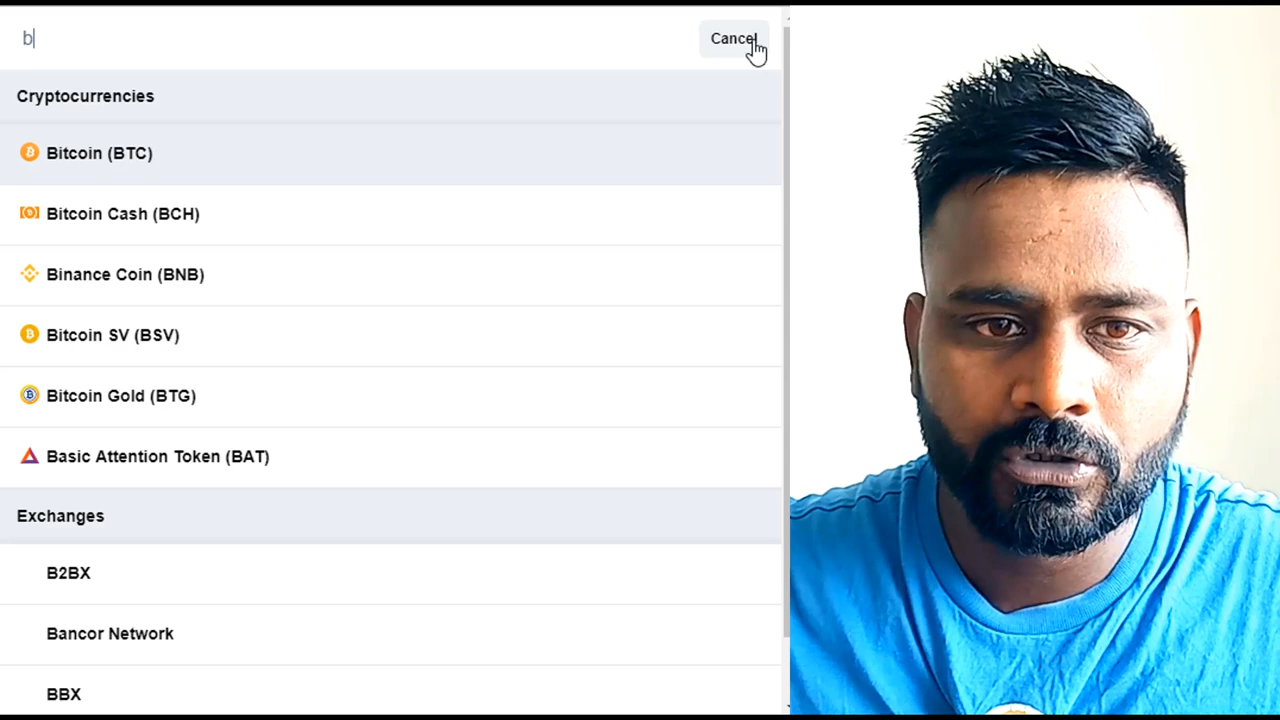 b
Cancel
Cryptocurrencies
Bitcoin (BTC)
Bitcoin Cash (BCH)
Binance Coin (BNB)
Bitcoin SV (BSV)
Bitcoin Gold (BTG)
Basic Attention Token (BAT)
Exchanges
B2BX
Bancor Network
BBX